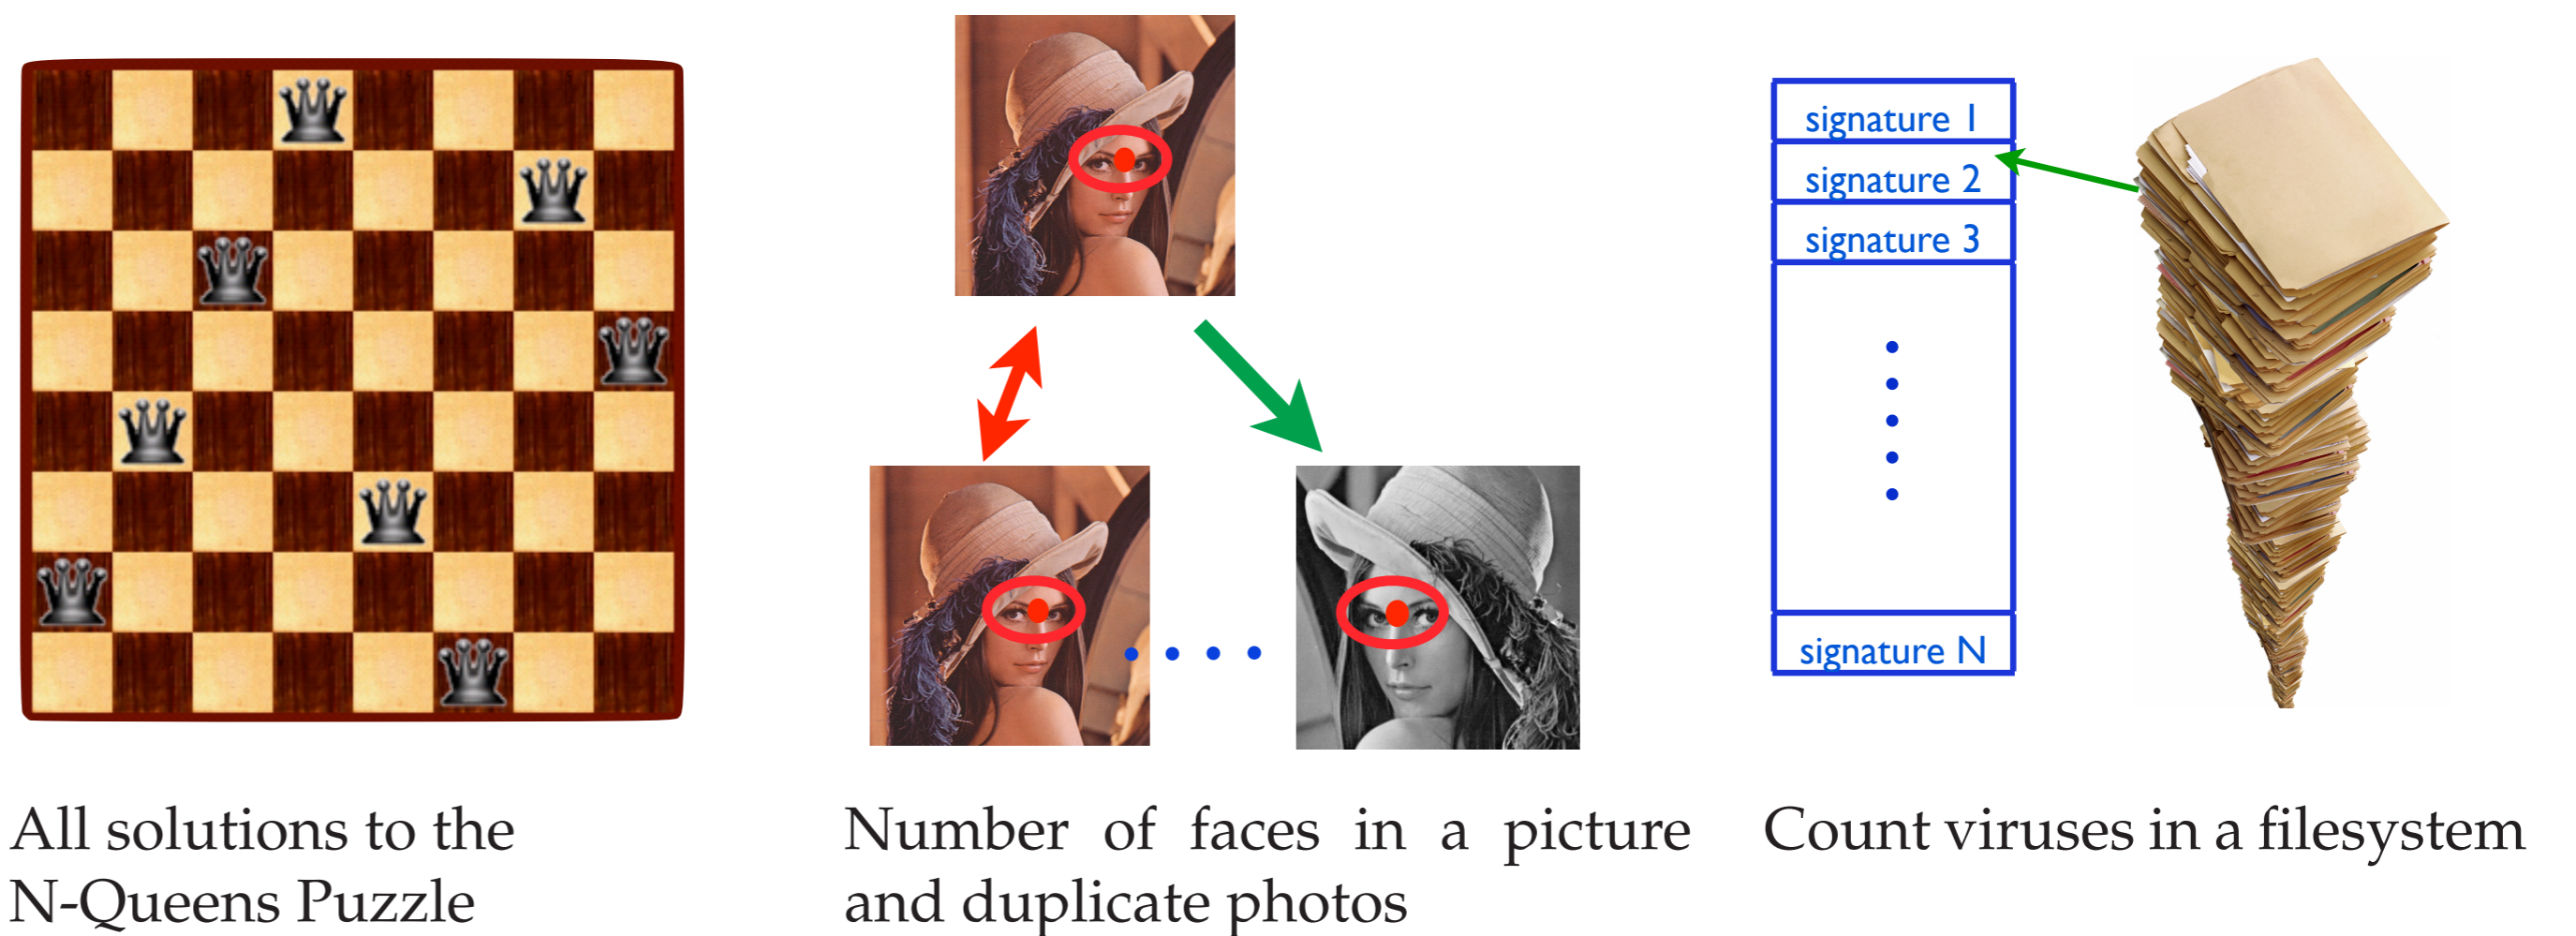 signature 1
signature 2
signature 3
signature N
All solutions to the
N-Queens Puzzle
Number of faces in a picture
and duplicate photos
Count viruses in a filesystem